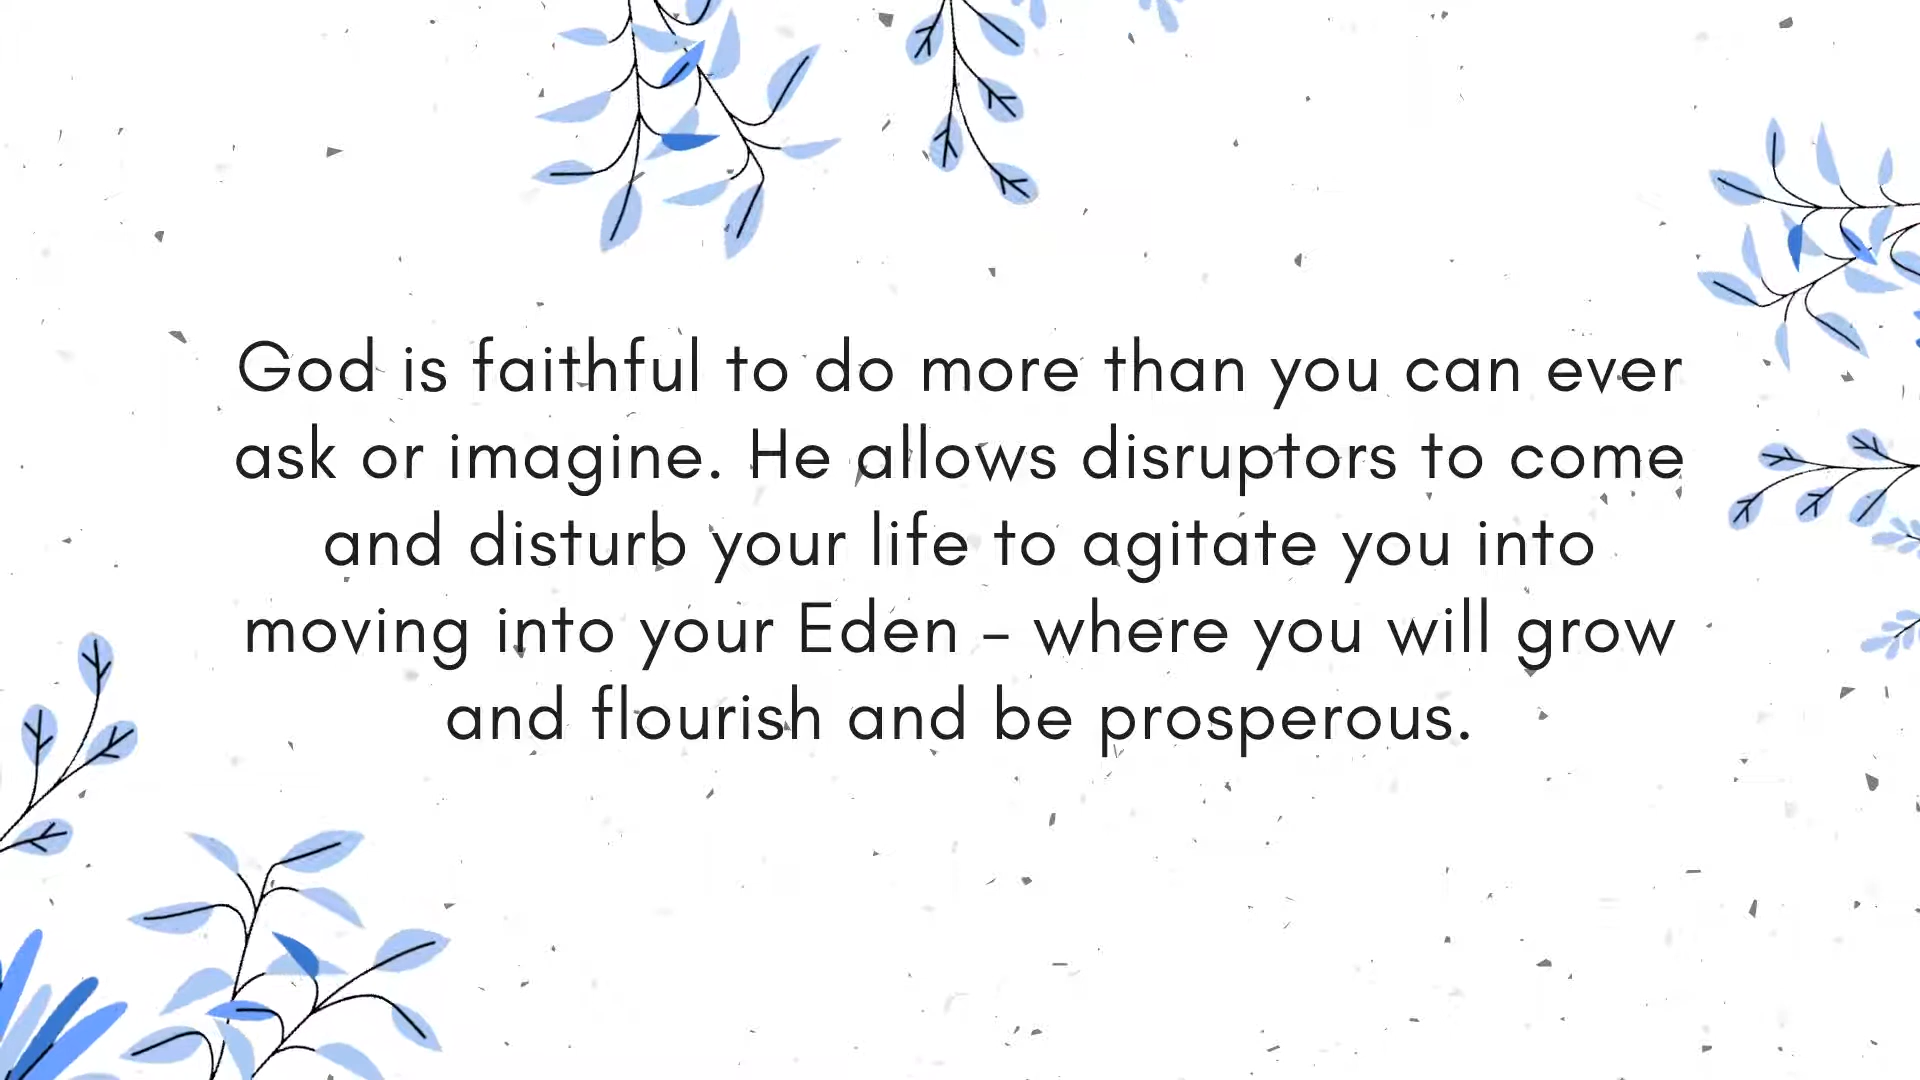 God is faithful to do more than you can ever
ask or imagine. He allows disruptors to come
and disturb your life to agitate you into
moving into your Eden – where you will grow
and flourish and be prosperous.